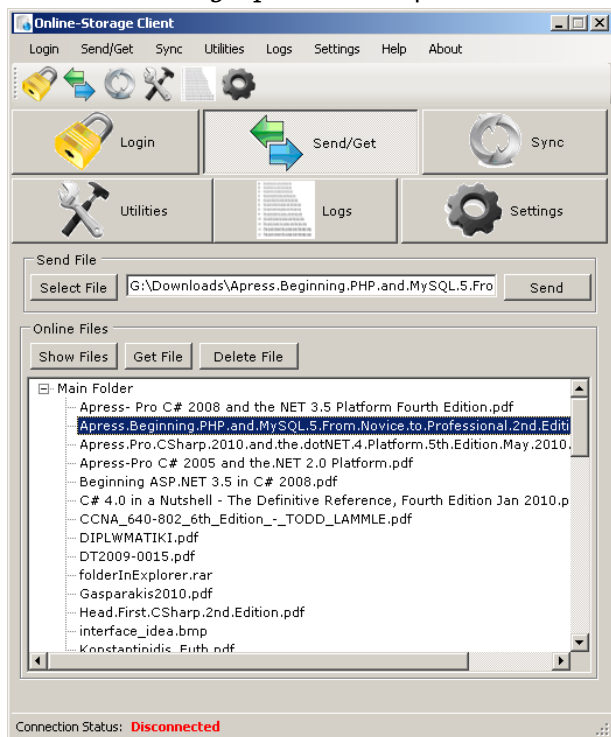 Online-Storage Client
Login Send/Get Sync Utilities Logs Settings Help About
Login Send/Get Sync
Utilities Logs Settings
Send File
Select File G:\Downloads\Apress.Beginning.PHP.and.MySQL.5.Fro Send
Online Files
Show Files Get File Delete File
Main Folder
Apress- Pro C# 2008 and the NET 3.5 Platform Fourth Edition.pdf
Apress.Beginning.PHP.and.MySQL.5.From.Novice.to.Professional.2nd.Editi
Apress.Pro.CSharp.2010.and.the.dotNET.4.Platform.5th.Edition.May.2010.
Apress-Pro C# 2005 and the.NET 2.0 Platform.pdf
Beginning ASP.NET 3.5 in C# 2008.pdf
C# 4.0 in a Nutshell - The Definitive Reference, Fourth Edition Jan 2010.p
CCNA_640-802_6th_Edition_-_TODD_LAMMLE.pdf
DIPLWMATIKI.pdf
DT2009-0015.pdf
folderInExplorer.rar
Gasparakis2010.pdf
Head.First.CSharp.2nd.Edition.pdf
interface_idea.bmp
Konstantinidis_Futh.pdf
Connection Status: Disconnected